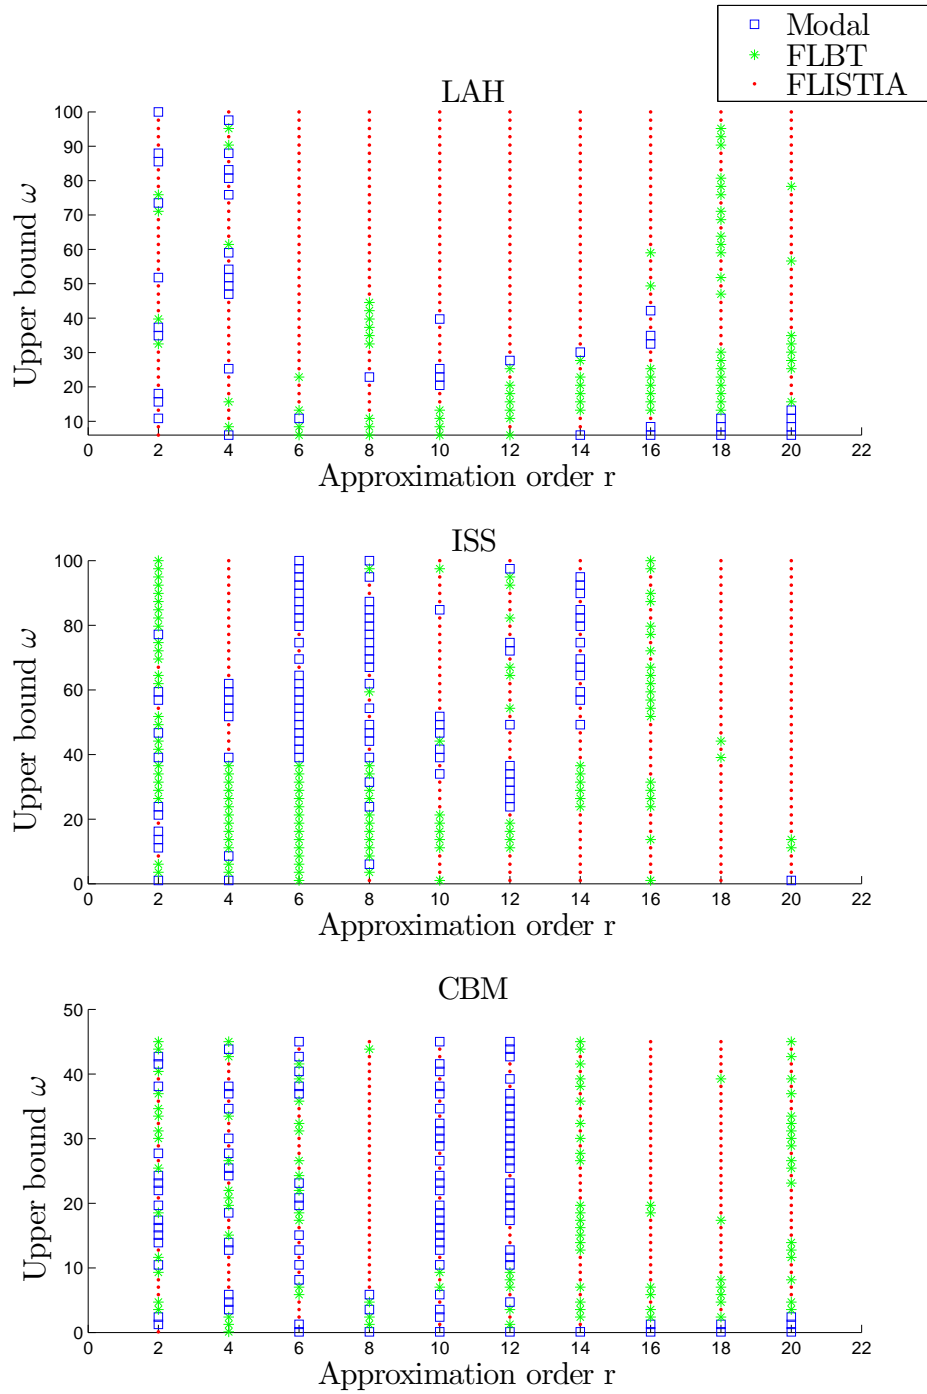 Modal
FLBT
FLISTIA
LAH
Upper bound ω
100
90
80
70
60
50
40
30
20
10
0 2 4 6 8 10 12 14 16 18 20 22
Approximation order r
ISS
Upper bound ω
100
80
60
40
20
0
0 2 4 6 8 10 12 14 16 18 20 22
Approximation order r
CBM
Upper bound ω
50
40
30
20
10
0
0 2 4 6 8 10 12 14 16 18 20 22
Approximation order r